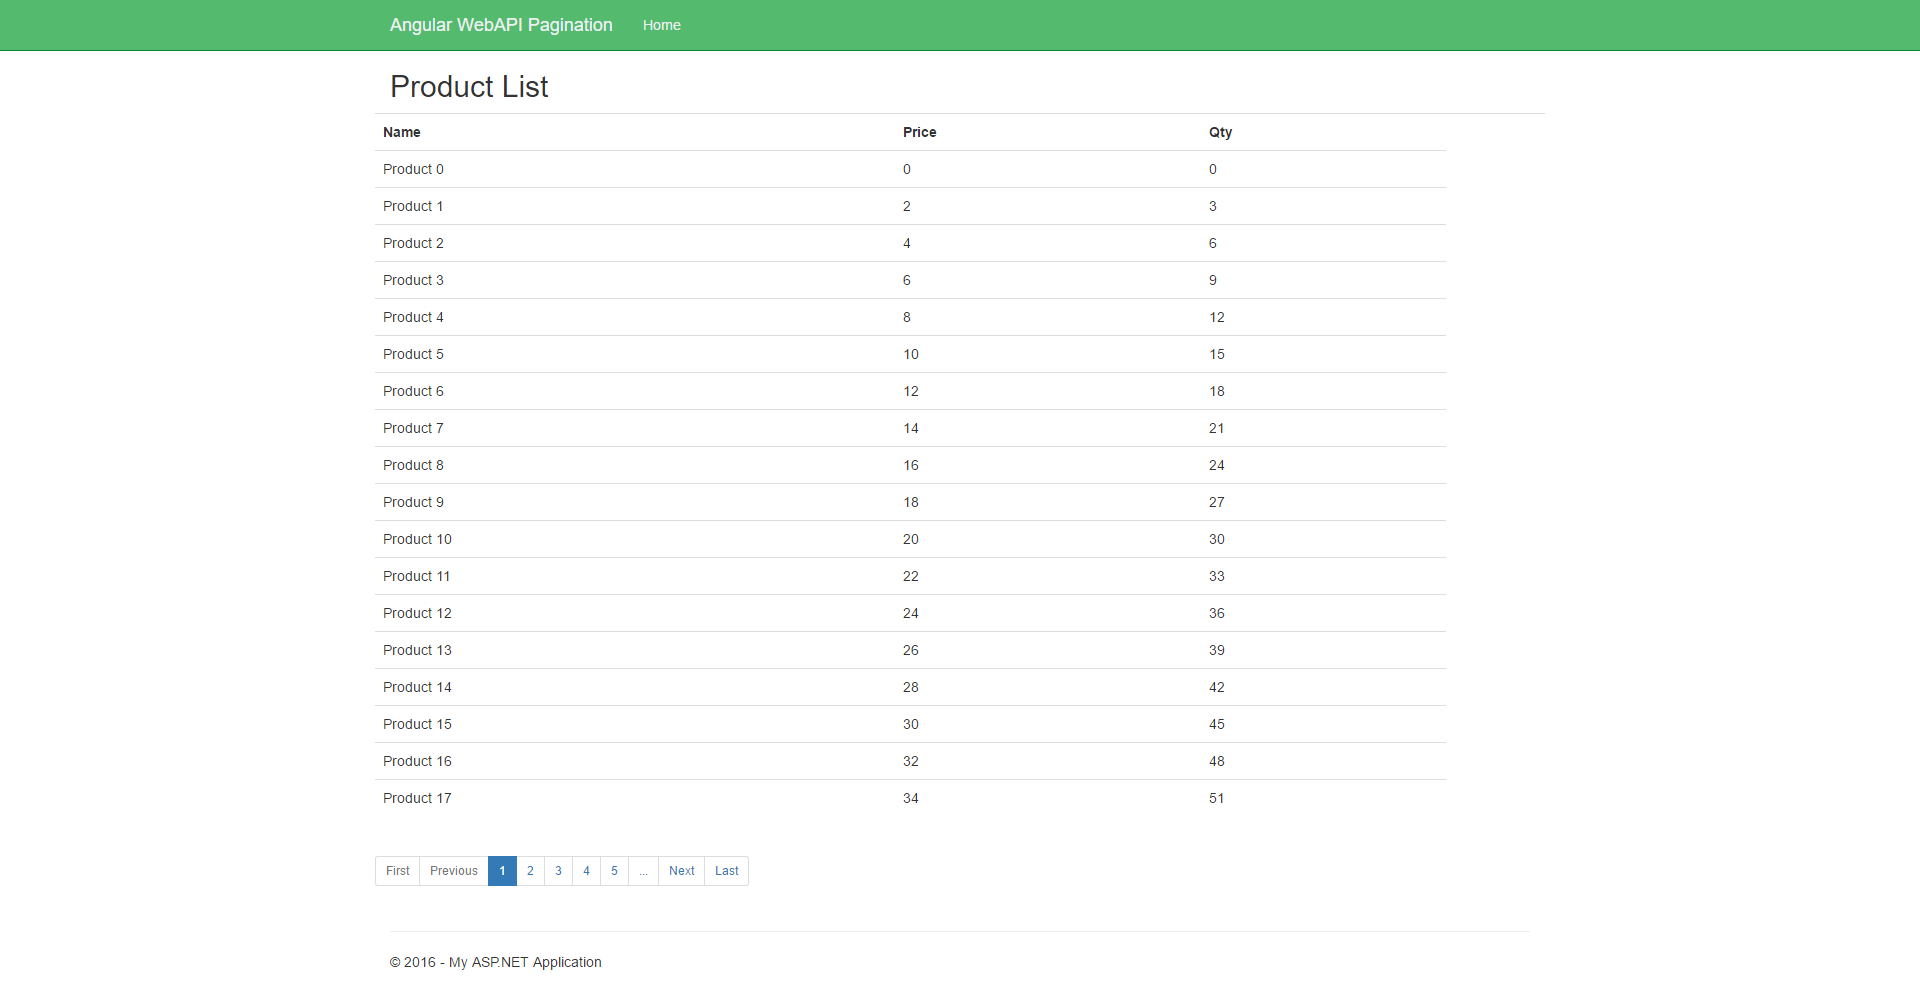 Angular WebAPI Pagination Home
Product List
Name Price Qty
Product 0 0 0
Product 1 2 3
Product 2 4 6
Product 3 6 9
Product 4 8 12
Product 5 10 15
Product 6 12 18
Product 7 14 21
Product 8 16 24
Product 9 18 27
Product 10 20 30
Product 11 22 33
Product 12 24 36
Product 13 26 39
Product 14 28 42
Product 15 30 45
Product 16 32 48
Product 17 34 51
First Previous 1 2 3 4 5 ... Next Last
© 2016 - My ASP.NET Application